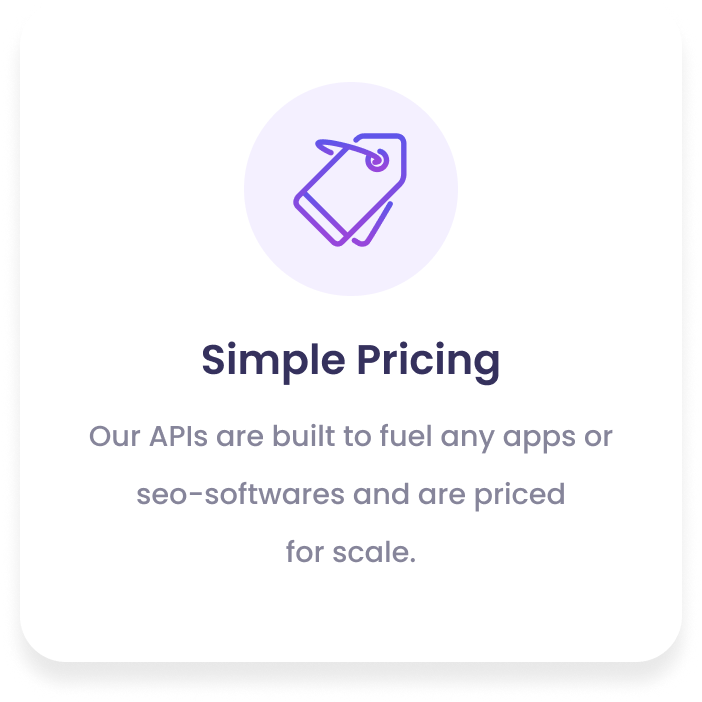 Simple Pricing
Our APIs are built to fuel any apps or
seo-softwares and are priced
for scale.